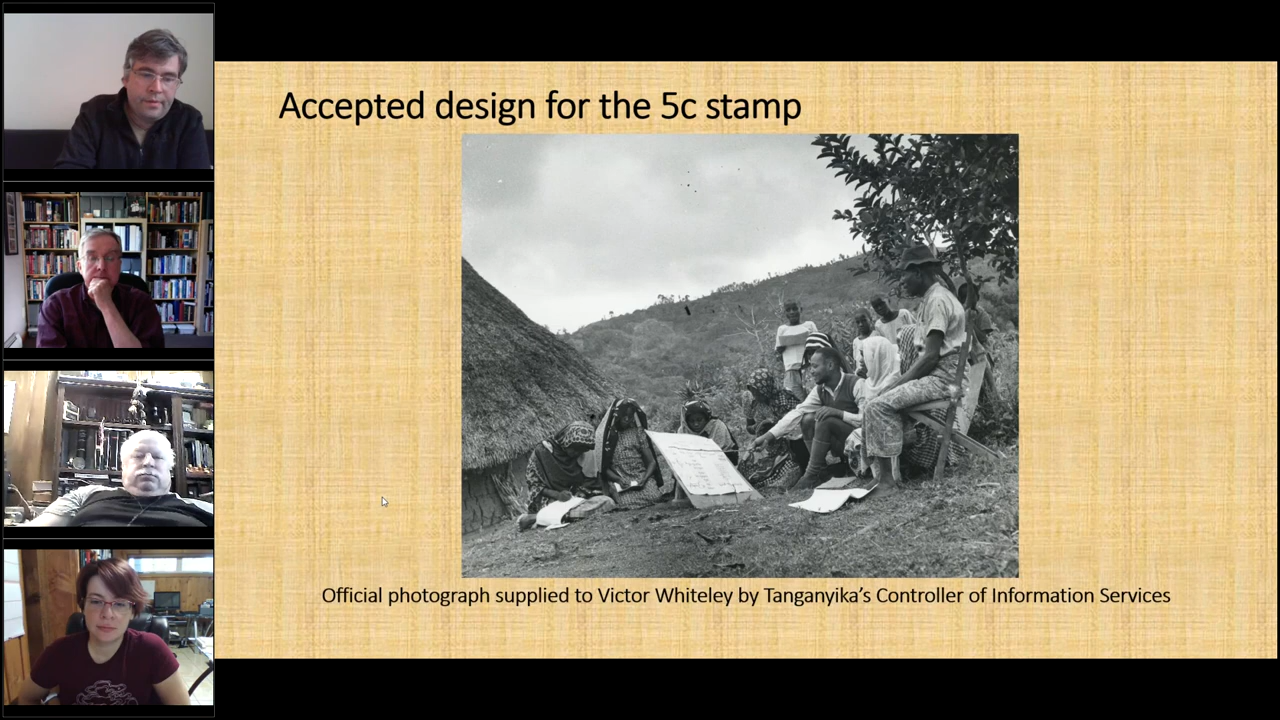 Accepted design for the 5c stamp
Official photograph supplied to Victor Whiteley by Tanganyika's Controller of Information Services